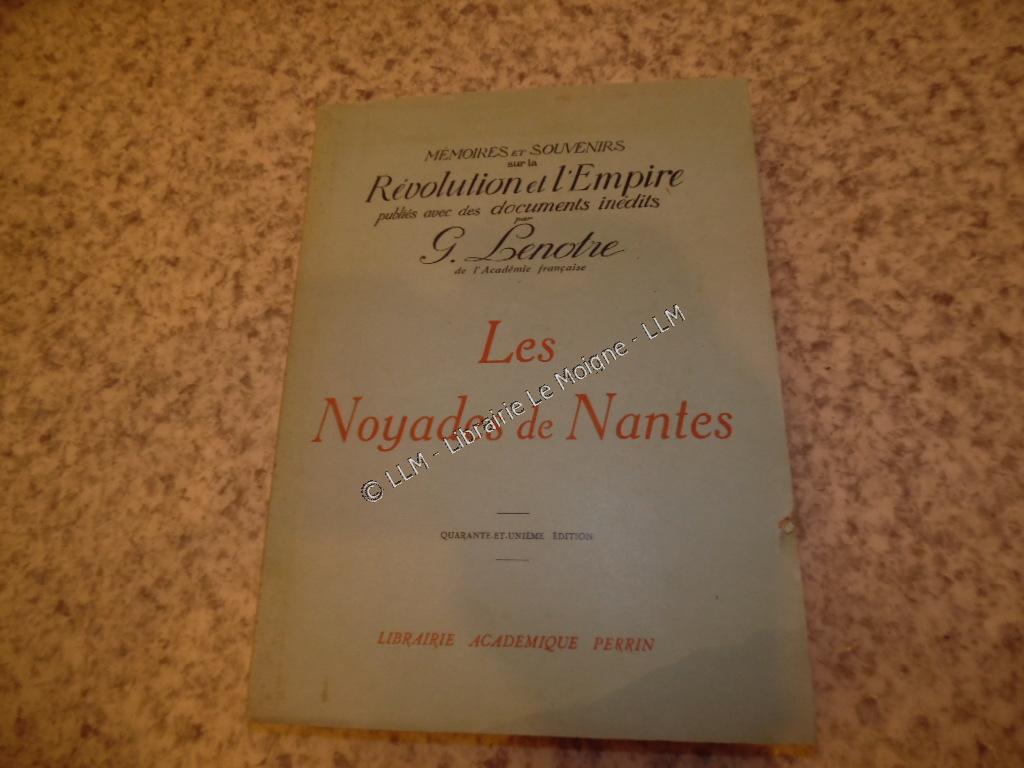 MÉMOIRES ET SOUVENIRS
sur la
Révolution et l'Empire
publiés avec des documents inédits
par
G. Lenotre
de l'Académie française
Les
Noyades de Nantes
© LLM - Librairie Le Moigne - LLM
QUARANTE-ET-UNIÈME ÉDITION
LIBRAIRIE ACADEMIQUE PERRIN